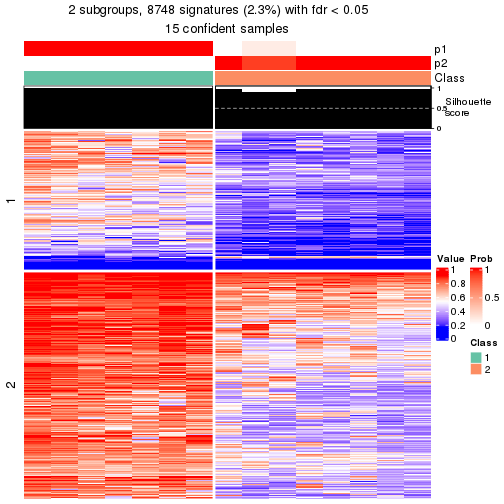 2 subgroups, 8748 signatures (2.3%) with fdr < 0.05
15 confident samples
p1
p2
Class
1
0.5
0
Silhouette
score
1
2
Value
1
0.8
0.6
0.4
0.2
0
Prob
1
0.5
0
Class
1
2